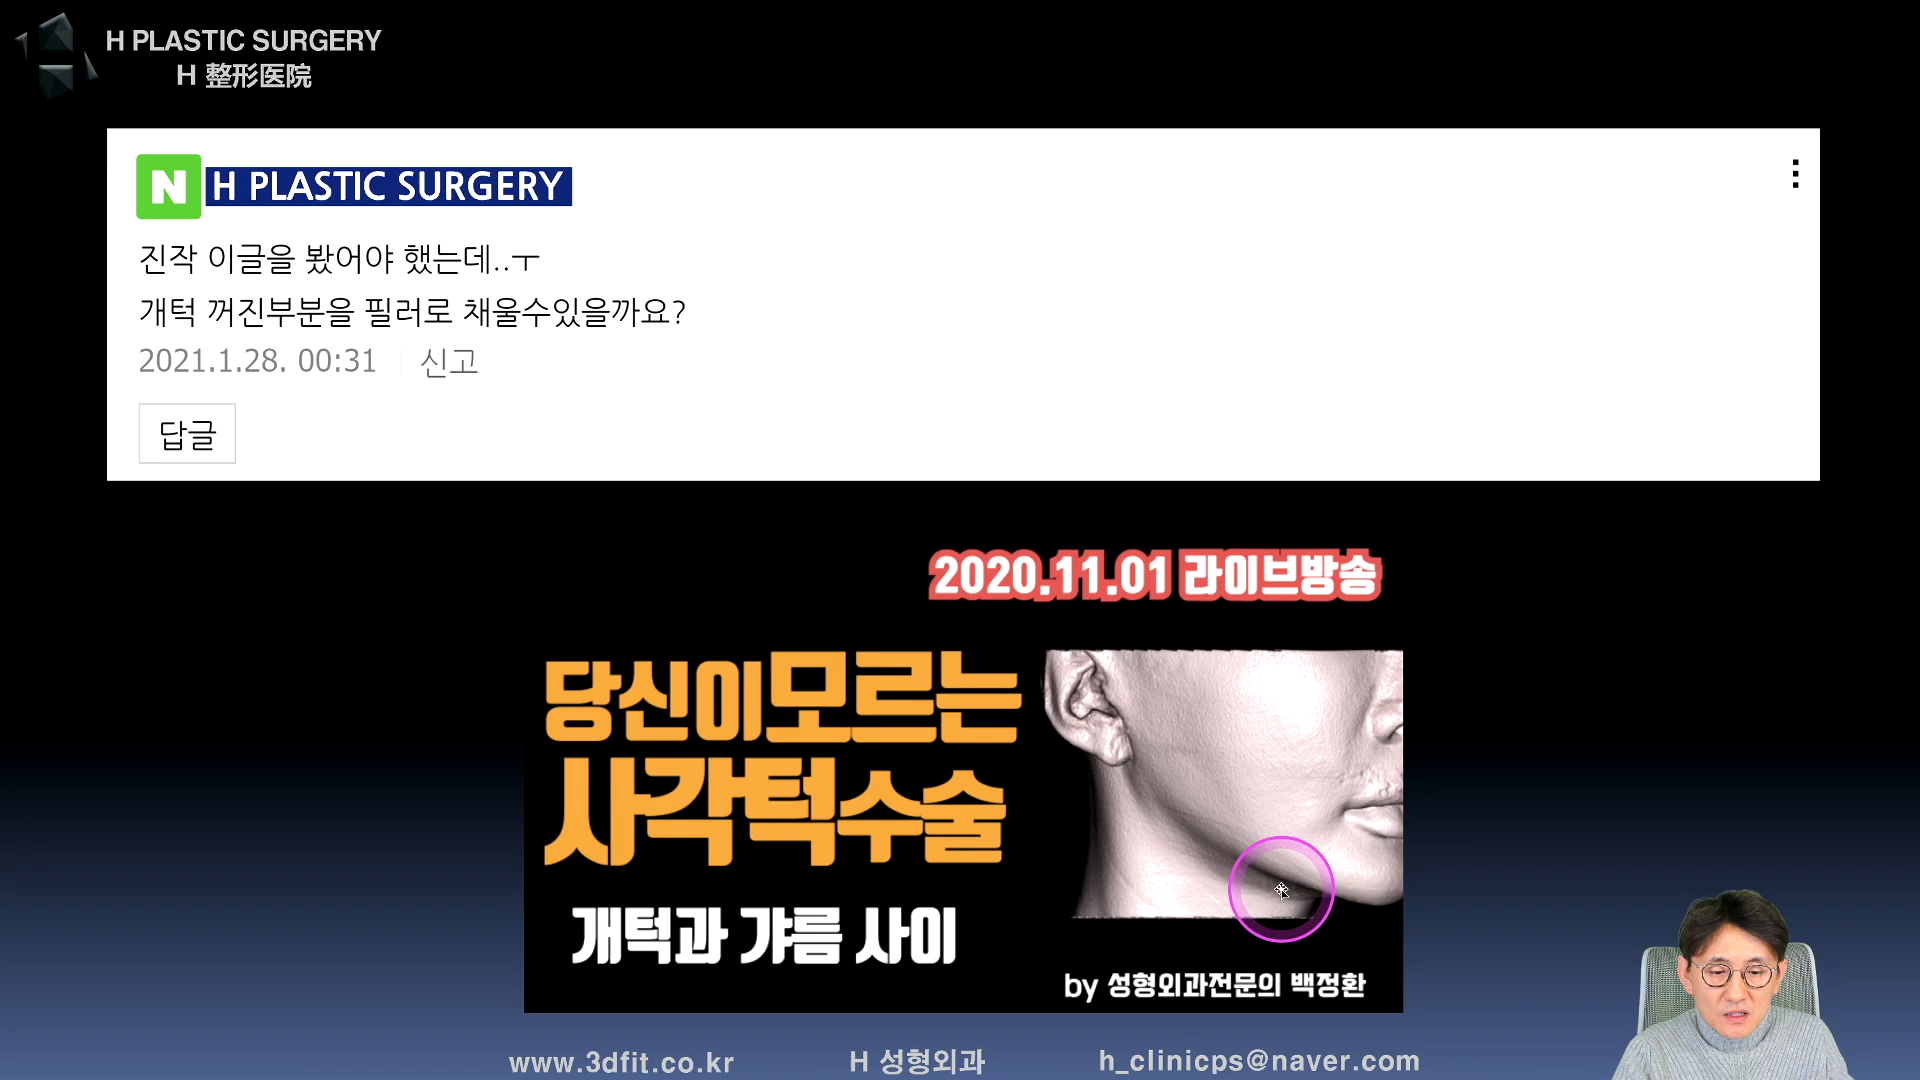 H PLASTIC SURGERY
H 整形医院
N H PLASTIC SURGERY
진작 이글을 봤어야 했는데..ㅜ
개턱 꺼진부분을 필러로 채울수있을까요?
2021.1.28. 00:31 신고
답글
2020.11.01 라이브방송
당신이모르는
사각턱수술
개턱과 갸름 사이
by 성형외과전문의 백정환
www.3dfit.co.kr H 성형외과 h_clinicps@naver.com